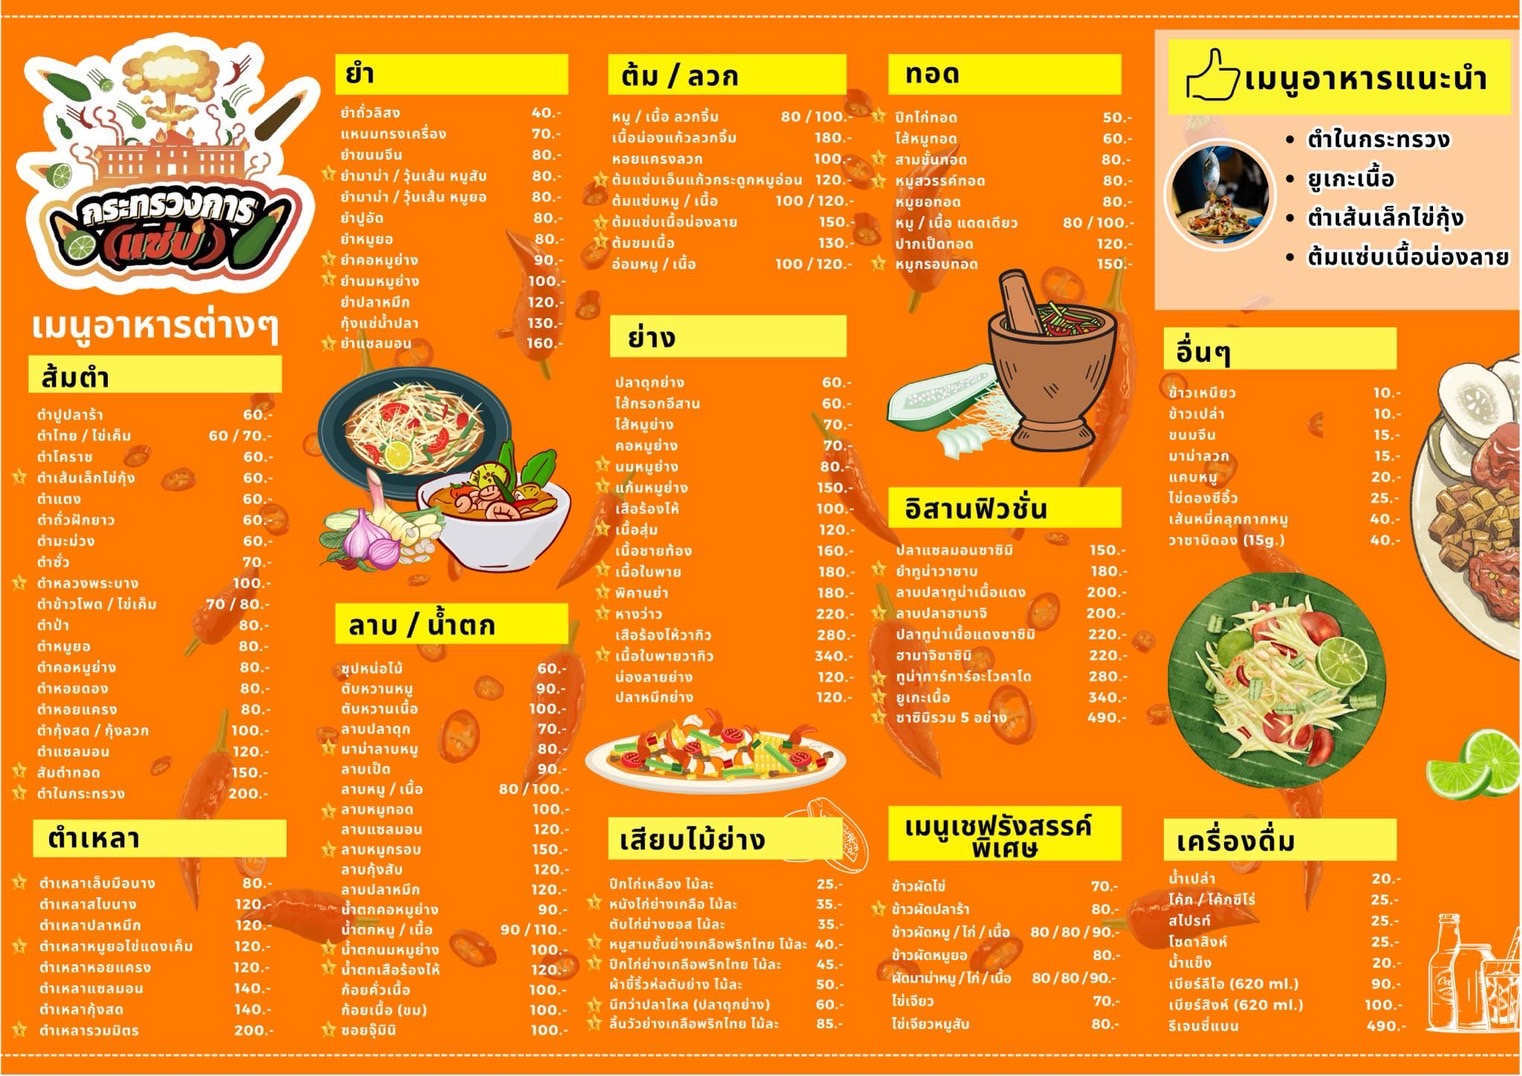 กระทรวงการ
(แซ่บ)
เมนูอาหารต่างๆ
ส้มตำ
ตำปูปลาร้า 60.-
ตำไทย / ไข่เค็ม 60 / 70.-
ตำโคราช 60.-
ตำเส้นเล็กไข่กุ้ง 60.-
ตำแตง 60.-
ตำถั่วฝักยาว 60.-
ตำมะม่วง 60.-
ตำซั่ว 70.-
ตำหลวงพระบาง 100.-
ตำข้าวโพด / ไข่เค็ม 70 / 80.-
ตำป่า 80.-
ตำหมูยอ 80.-
ตำคอหมูย่าง 80.-
ตำหอยดอง 80.-
ตำหอยแครง 80.-
ตำกุ้งสด / กุ้งลวก 100.-
ตำแซลมอน 120.-
ส้มตำทอด 150.-
ตำในกระทรวง 200.-
ตำเหลา
ตำเหลาเล็บมือนาง 80.-
ตำเหลาสไบนาง 120.-
ตำเหลาปลาหมึก 120.-
ตำเหลาหมูยอไข่แดงเค็ม 120.-
ตำเหลาหอยแครง 120.-
ตำเหลาแซลมอน 140.-
ตำเหลากุ้งสด 140.-
ตำเหลารวมมิตร 200.-
ยำ
ยำถั่วลิสง 40.-
แหนมทรงเครื่อง 70.-
ยำขนมจีน 80.-
ยำมาม่า / วุ้นเส้น หมูสับ 80.-
ยำมาม่า / วุ้นเส้น หมูยอ 80.-
ยำปูอัด 80.-
ยำหมูยอ 80.-
ยำคอหมูย่าง 90.-
ยำนมหมูย่าง 100.-
ยำปลาหมึก 120.-
กุ้งแช่น้ำปลา 130.-
ยำแซลมอน 160.-
ลาบ / น้ำตก
ซุปหน่อไม้ 60.-
ตับหวานหมู 90.-
ตับหวานเนื้อ 100.-
ลาบปลาดุก 70.-
มาม่าลาบหมู 80.-
ลาบเป็ด 90.-
ลาบหมู / เนื้อ 80 / 100.-
ลาบหมูทอด 100.-
ลาบแซลมอน 120.-
ลาบหมูกรอบ 150.-
ลาบกุ้งสับ 120.-
ลาบปลาหมึก 120.-
น้ำตกคอหมูย่าง 90.-
น้ำตกหมู / เนื้อ 90 / 110.-
น้ำตกนมหมูย่าง 100.-
น้ำตกเสือร้องไห้ 120.-
ก้อยคั่วเนื้อ 100.-
ก้อยเนื้อ (ขม) 100.-
ซอยจุ๊มินิ 100.-
ต้ม / ลวก
หมู / เนื้อ ลวกจิ้ม 80 / 100.-
เนื้อน่องแก้วลวกจิ้ม 180.-
หอยแครงลวก 100.-
ต้มแซ่บเอ็นแก้วกระดูกหมูอ่อน 120.-
ต้มแซ่บหมู / เนื้อ 100 / 120.-
ต้มแซ่บเนื้อน่องลาย 150.-
ต้มขมเนื้อ 130.-
อ่อมหมู / เนื้อ 100 / 120.-
ย่าง
ปลาดุกย่าง 60.-
ไส้กรอกอีสาน 60.-
ไส้หมูย่าง 70.-
คอหมูย่าง 70.-
นมหมูย่าง 80.-
แก้มหมูย่าง 150.-
เสือร้องไห้ 100.-
เนื้อสุ่ม 120.-
เนื้อชายท้อง 160.-
เนื้อใบพาย 180.-
พิคานย่า 180.-
หางว่าว 220.-
เสือร้องไห้วากิว 280.-
เนื้อใบพายวากิว 340.-
น่องลายย่าง 120.-
ปลาหมึกย่าง 120.-
เสียบไม้ย่าง
ปีกไก่เหลือง ไม้ละ 25.-
หนังไก่ย่างเกลือ ไม้ละ 35.-
ตับไก่ย่างซอส ไม้ละ 35.-
หมูสามชั้นย่างเกลือพริกไทย ไม้ละ 40.-
ปีกไก่ย่างเกลือพริกไทย ไม้ละ 45.-
ผ้าขี้ริ้วห่อตับย่าง ไม้ละ 50.-
นึกว่าปลาไหล (ปลาดุกย่าง) 60.-
ลิ้นวัวย่างเกลือพริกไทย ไม้ละ 85.-
ทอด
ปีกไก่ทอด 50.-
ไส้หมูทอด 60.-
สามชั้นทอด 80.-
หมูสวรรค์ทอด 80.-
หมูยอทอด 80.-
หมู / เนื้อ แดดเดียว 80 / 100.-
ปากเป็ดทอด 120.-
หมูกรอบทอด 150.-
อิสานฟิวชั่น
ปลาแซลมอนซาซิมิ 150.-
ยำทูน่าวาซาบ 180.-
ลาบปลาทูน่าเนื้อแดง 200.-
ลาบปลาฮามาจิ 200.-
ปลาทูน่าเนื้อแดงซาซิมิ 220.-
ฮามาจิซาซิมิ 220.-
ทูน่าทาร์ทาร์อะโวคาโด 280.-
ยูเกะเนื้อ 340.-
ซาซิมิรวม 5 อย่าง 490.-
เมนูเชฟรังสรรค์
พิเศษ
ข้าวผัดไข่ 70.-
ข้าวผัดปลาร้า 80.-
ข้าวผัดหมู / ไก่ / เนื้อ 80 / 80 / 90.-
ข้าวผัดหมูยอ 80.-
ผัดมาม่าหมู / ไก่ / เนื้อ 80 / 80 / 90.-
ไข่เจียว 70.-
ไข่เจียวหมูสับ 80.-
เมนูอาหารแนะนำ
• ตำในกระทรวง
• ยูเกะเนื้อ
• ตำเส้นเล็กไข่กุ้ง
• ต้มแซ่บเนื้อน่องลาย
อื่นๆ
ข้าวเหนียว 10.-
ข้าวเปล่า 10.-
ขนมจีน 15.-
มาม่าลวก 15.-
แคบหมู 20.-
ไข่ดองซีอิ้ว 25.-
เส้นหมี่คลุกกากหมู 40.-
วาซาบิดอง (15g.) 40.-
เครื่องดื่ม
น้ำเปล่า 20.-
โค้ก / โค้กซีโร่ 25.-
สไปรท์ 25.-
โซดาสิงห์ 25.-
น้ำแข็ง 20.-
เบียร์ลีโอ (620 ml.) 90.-
เบียร์สิงห์ (620 ml.) 100.-
รีเจนซี่แบน 490.-